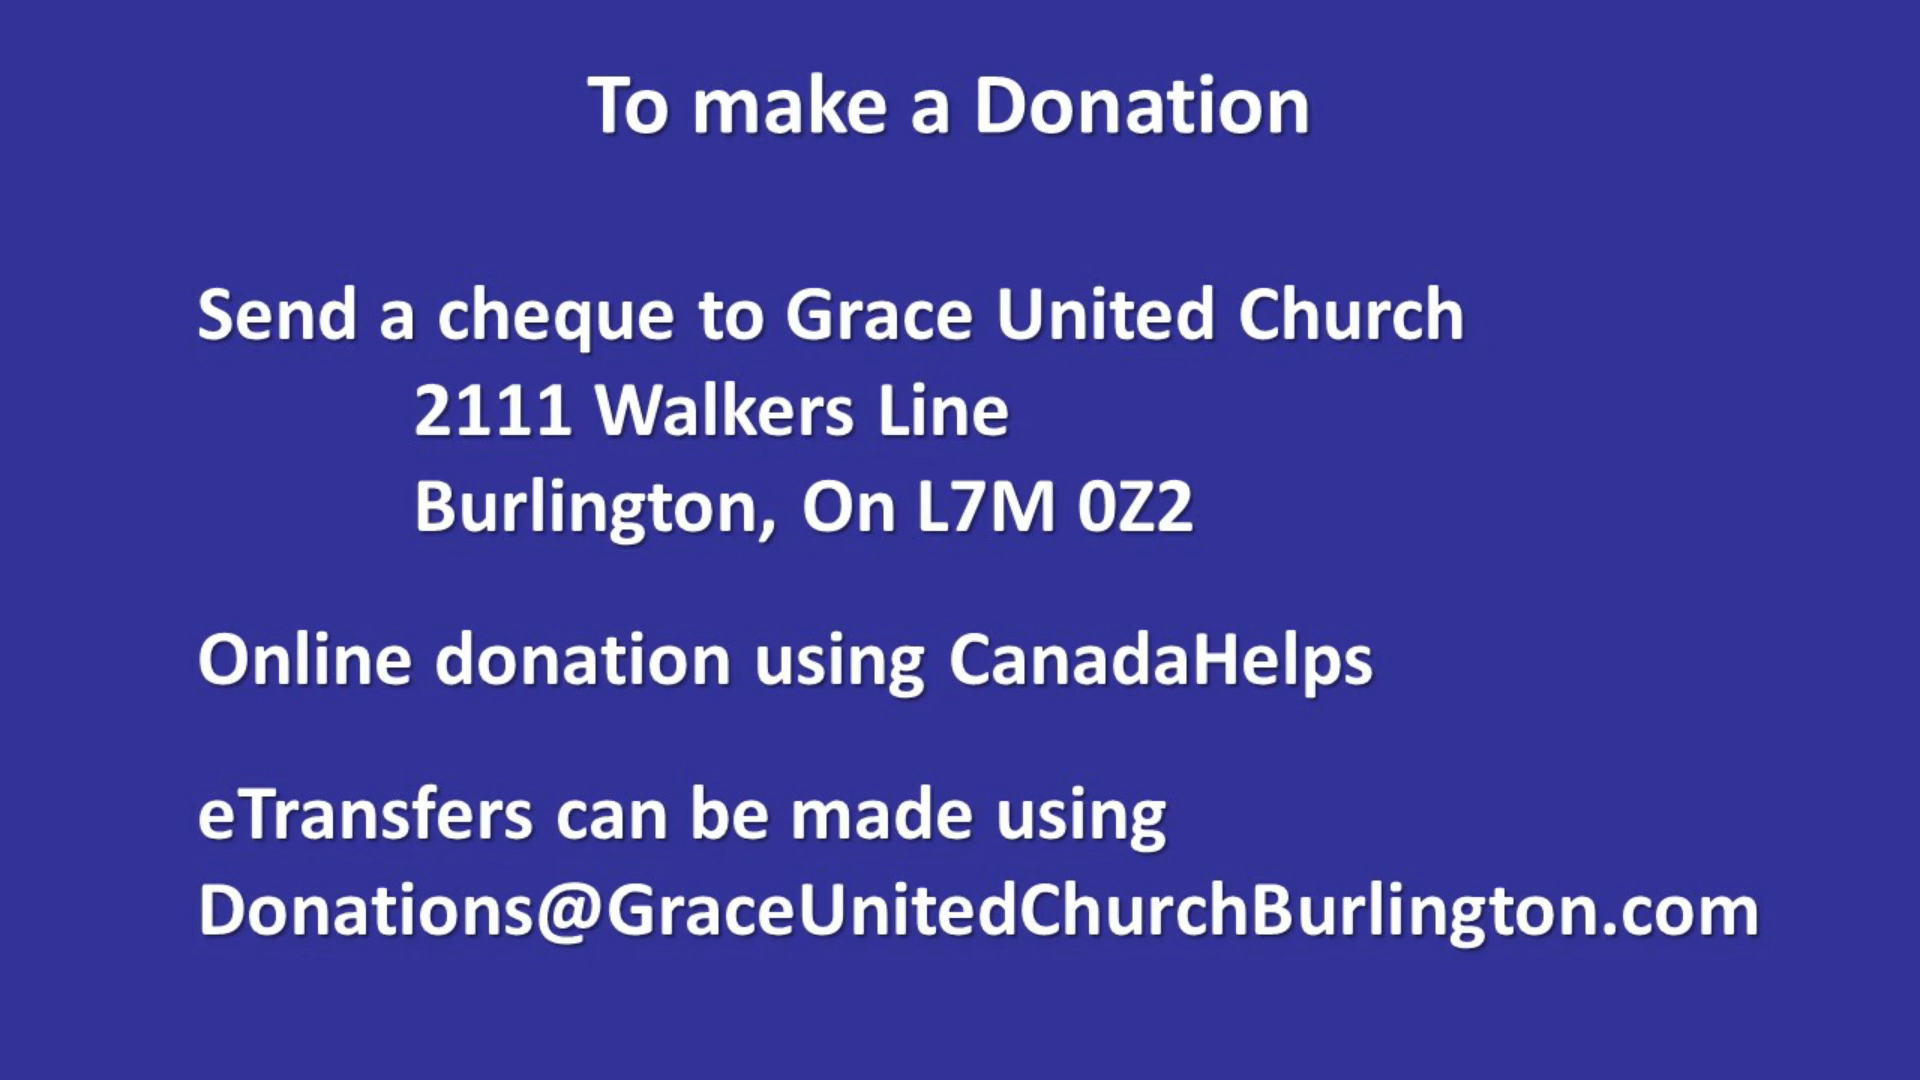 To make a Donation
Send a cheque to Grace United Church
2111 Walkers Line
Burlington, On L7M 0Z2
Online donation using CanadaHelps
eTransfers can be made using
Donations@GraceUnitedChurchBurlington.com